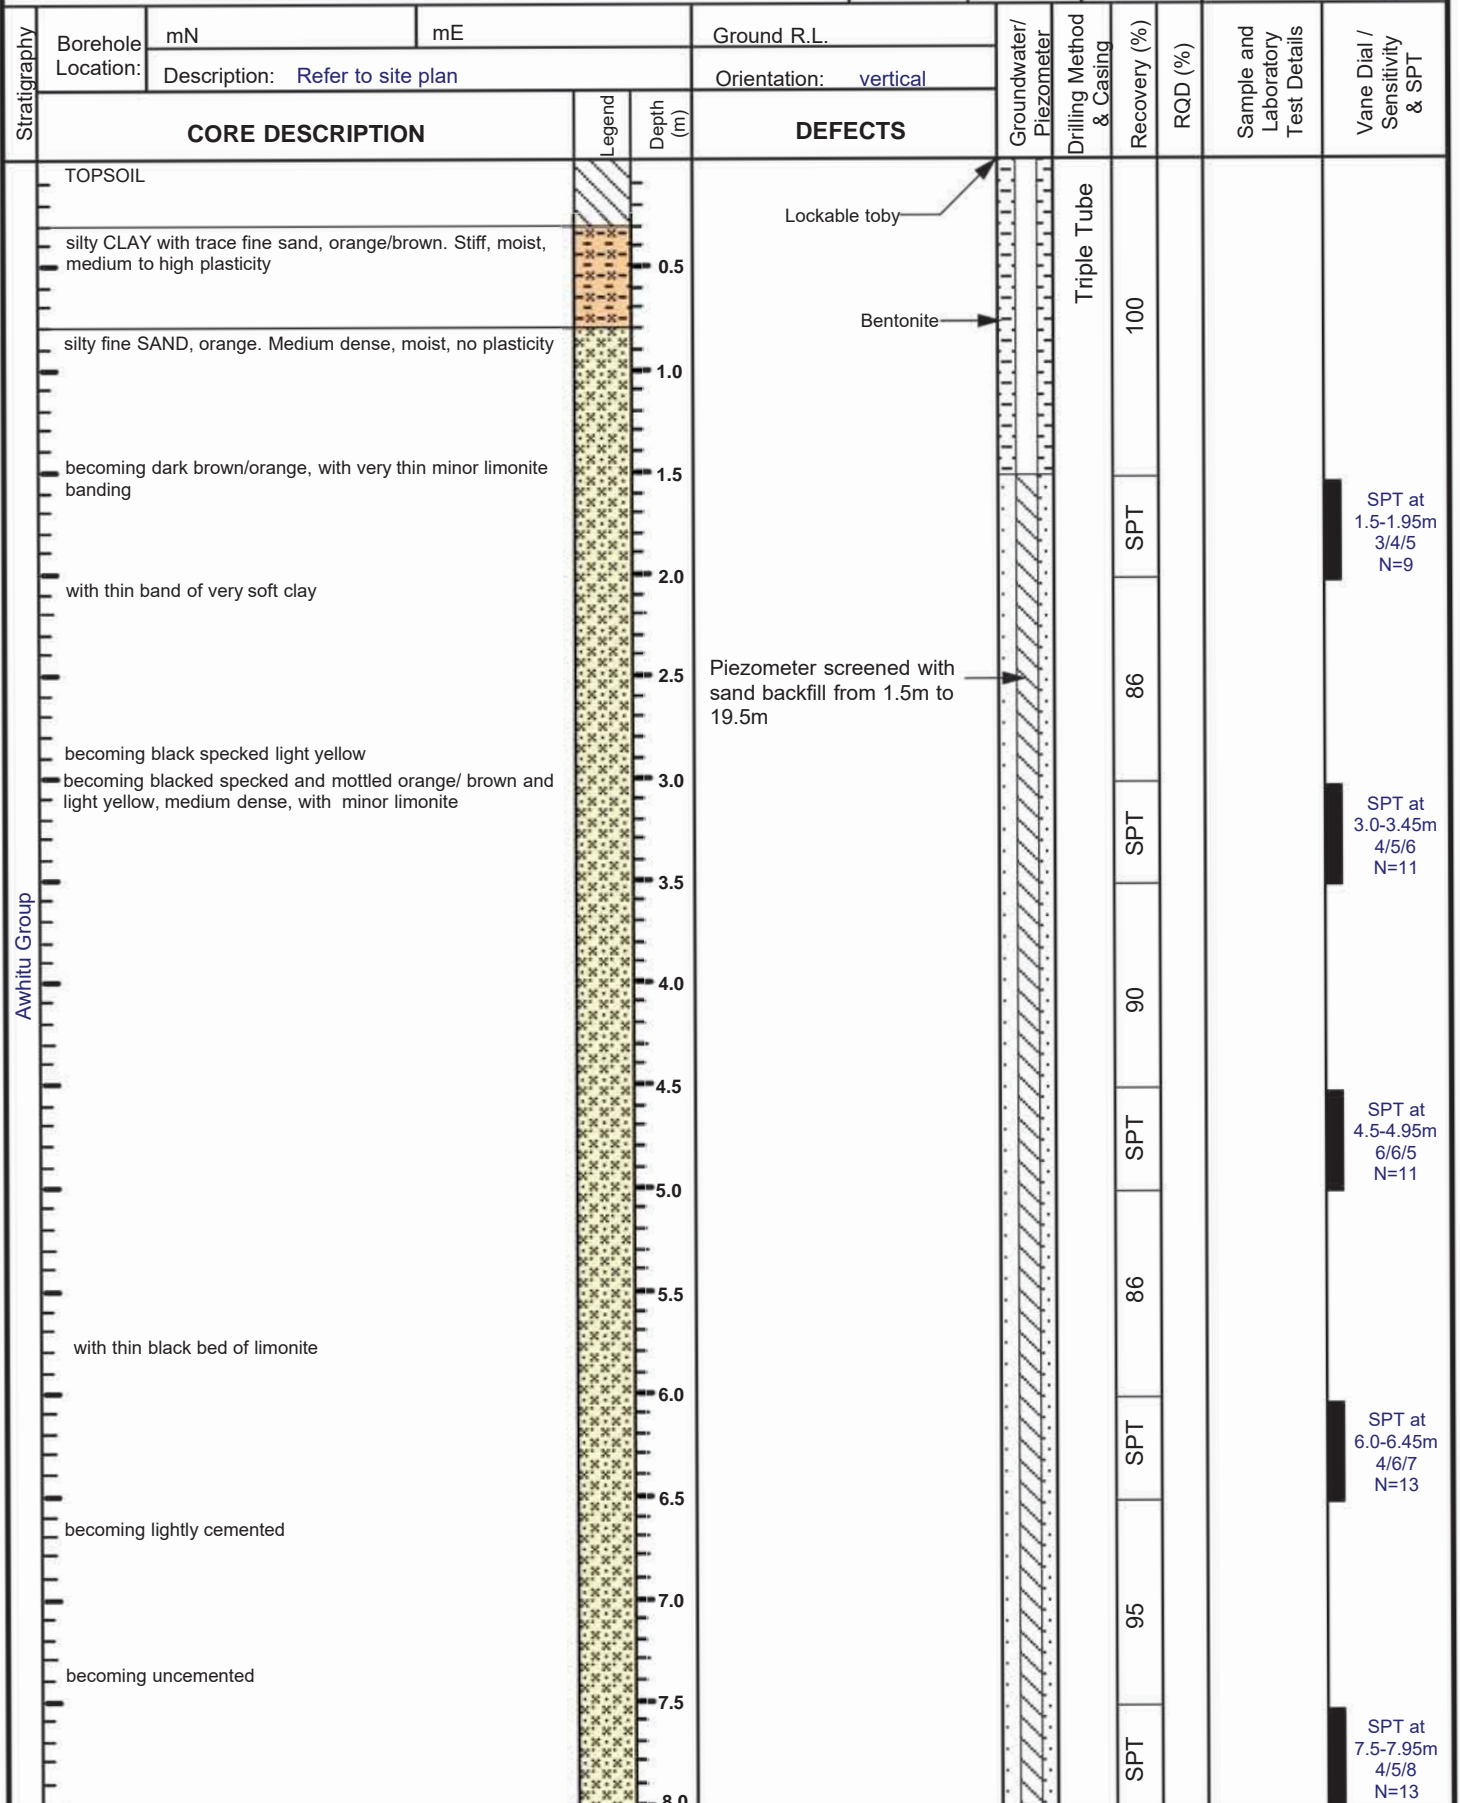 Stratigraphy
Borehole
Location:
mN
mE
Ground R.L.
Description: Refer to site plan
Orientation: vertical
CORE DESCRIPTION
Legend
Depth
(m)
DEFECTS
Groundwater/
Piezometer
Drilling Method
& Casing
Recovery (%)
RQD (%)
Sample and
Laboratory
Test Details
Vane Dial /
Sensitivity
& SPT
TOPSOIL
Lockable toby
Triple Tube
silty CLAY with trace fine sand, orange/brown. Stiff, moist,
medium to high plasticity
0.5
Bentonite
100
silty fine SAND, orange. Medium dense, moist, no plasticity
1.0
becoming dark brown/orange, with very thin minor limonite
banding
1.5
SPT
SPT at
1.5-1.95m
3/4/5
N=9
2.0
with thin band of very soft clay
Piezometer screened with
sand backfill from 1.5m to
19.5m
2.5
86
becoming black specked light yellow
becoming blacked specked and mottled orange/ brown and
light yellow, medium dense, with minor limonite
3.0
SPT
SPT at
3.0-3.45m
4/5/6
N=11
3.5
Awhitu Group
4.0
90
4.5
SPT
SPT at
4.5-4.95m
6/6/5
N=11
5.0
5.5
86
with thin black bed of limonite
6.0
SPT
SPT at
6.0-6.45m
4/6/7
N=13
6.5
becoming lightly cemented
7.0
95
becoming uncemented
7.5
SPT
SPT at
7.5-7.95m
4/5/8
N=13
8.0